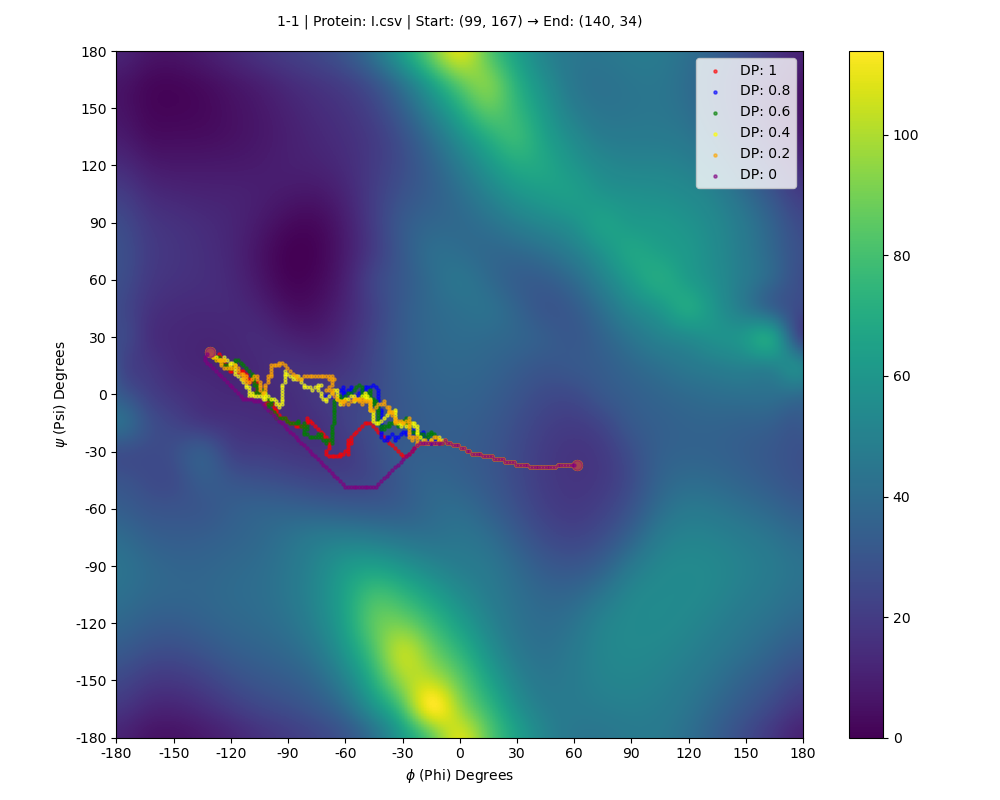 1-1 | Protein: I.csv | Start: (99, 167) → End: (140, 34)
DP: 1
DP: 0.8
DP: 0.6
DP: 0.4
DP: 0.2
DP: 0
180
150
120
90
60
30
0
-30
-60
-90
-120
-150
-180
ψ (Psi) Degrees
-180 -150 -120 -90 -60 -30 0 30 60 90 120 150 180
ϕ (Phi) Degrees
100
80
60
40
20
0